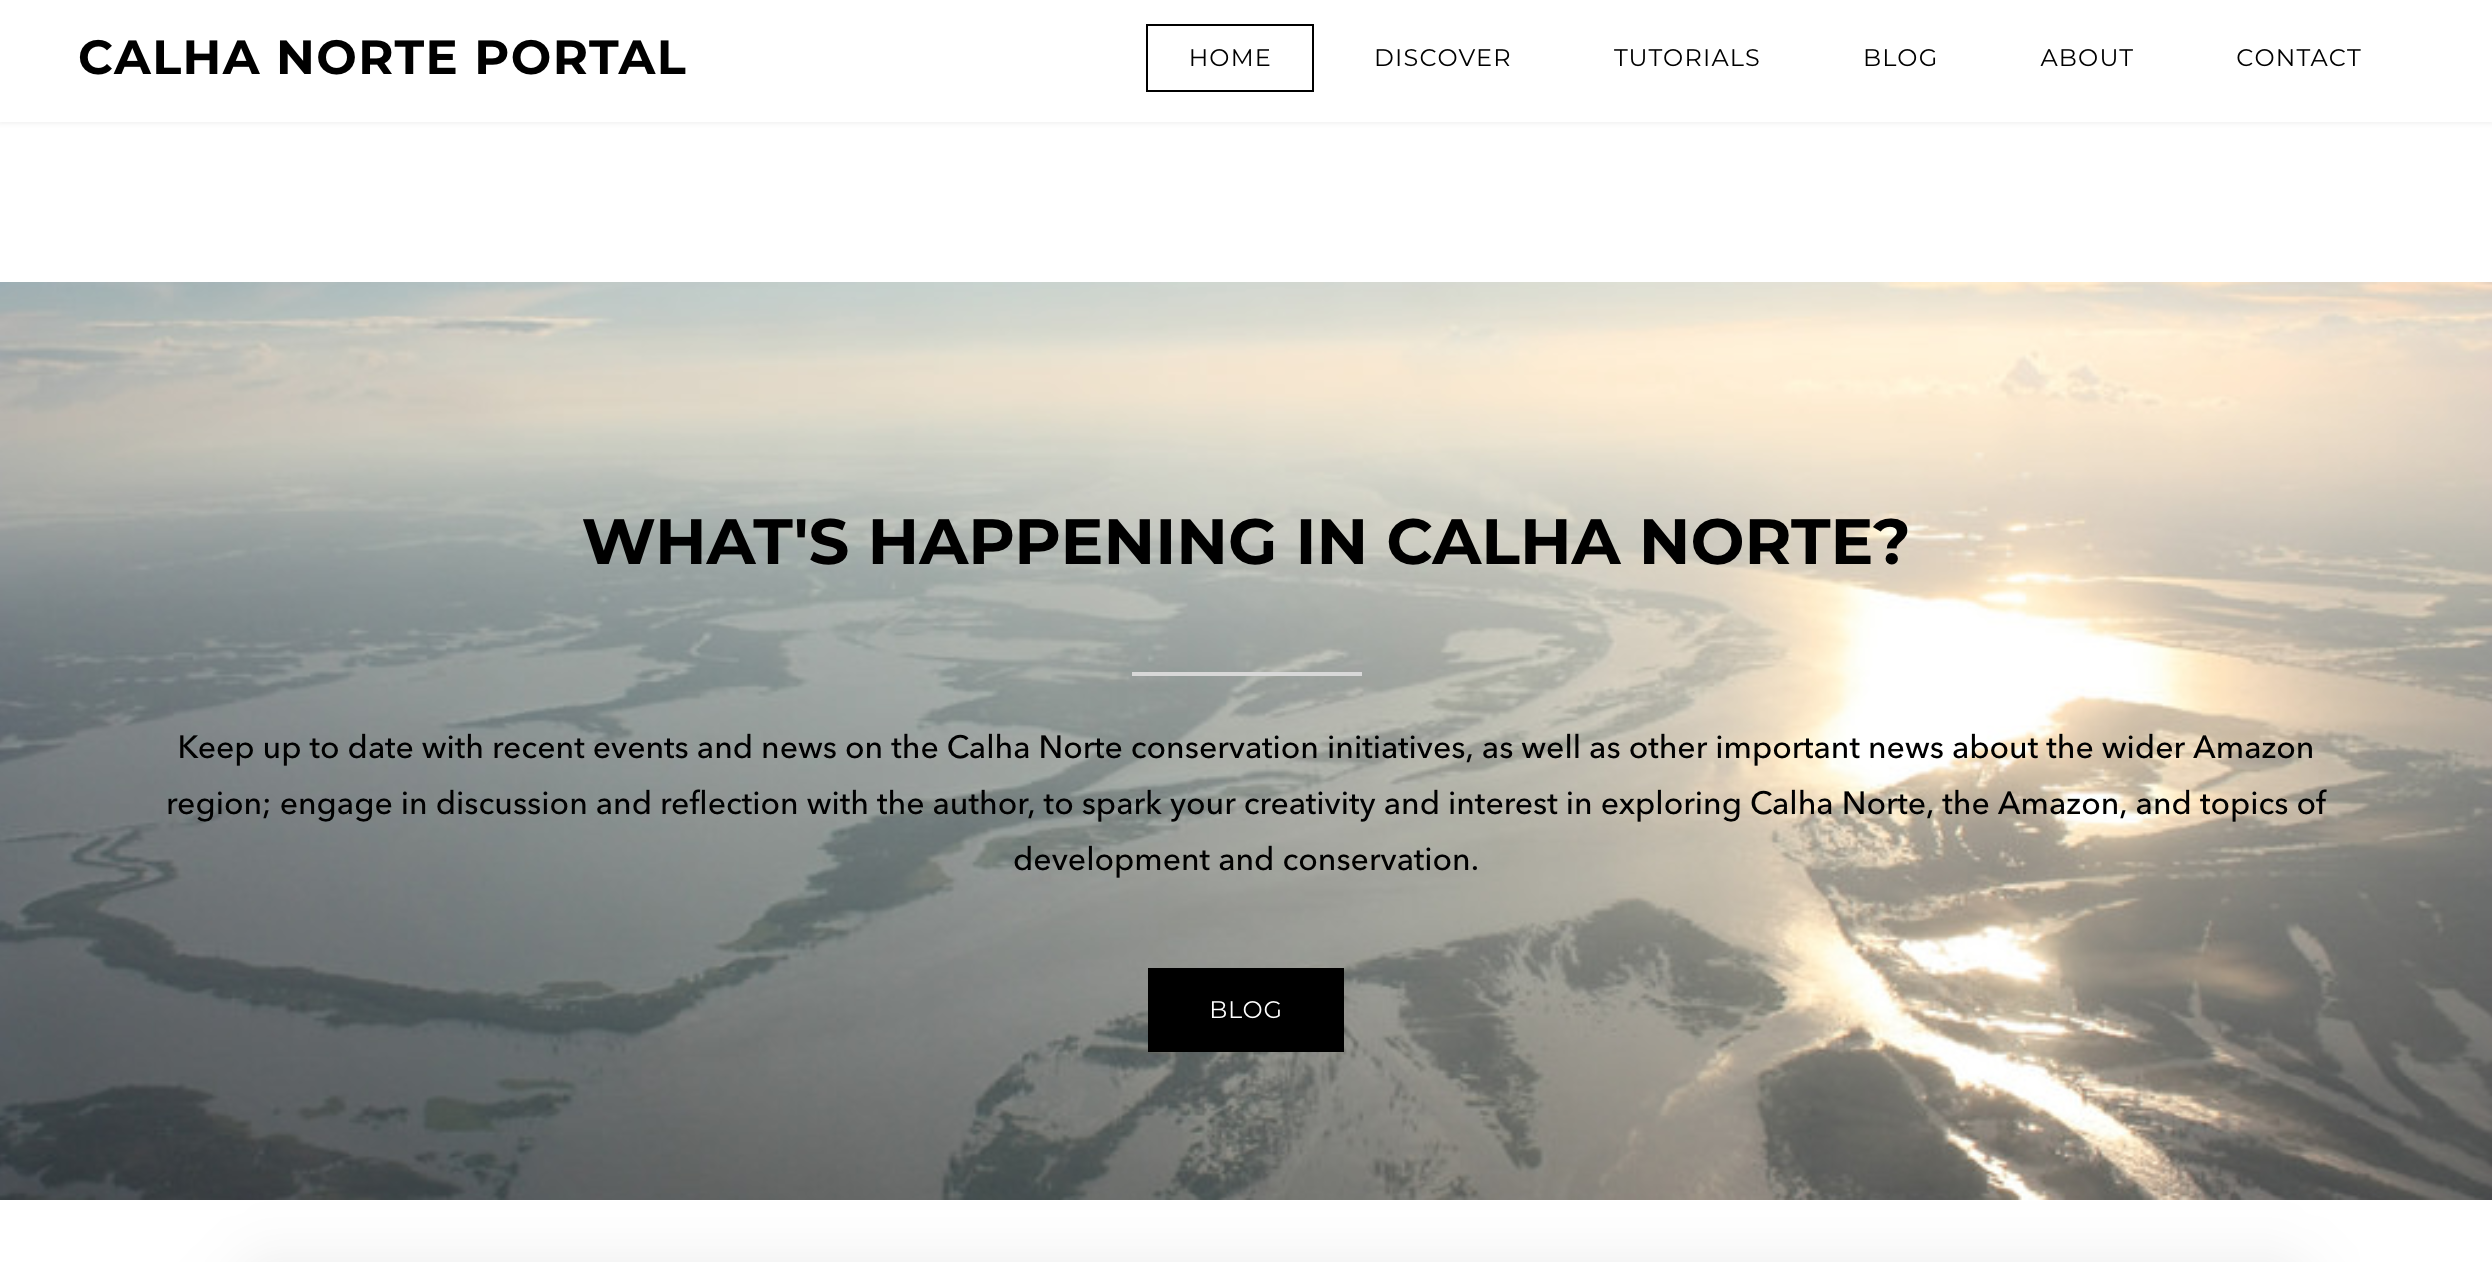 CALHA NORTE PORTAL
HOME
DISCOVER
TUTORIALS
BLOG
ABOUT
CONTACT
WHAT'S HAPPENING IN CALHA NORTE?
Keep up to date with recent events and news on the Calha Norte conservation initiatives, as well as other important news about the wider Amazon
region; engage in discussion and reflection with the author, to spark your creativity and interest in exploring Calha Norte, the Amazon, and topics of
development and conservation.
BLOG